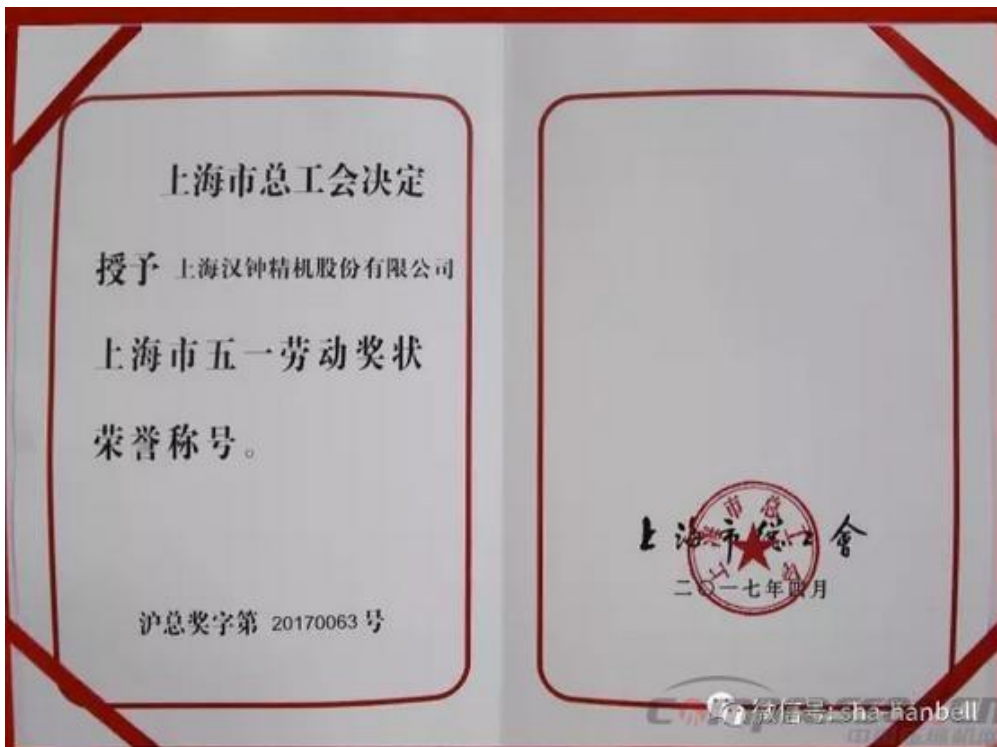 上海市总工会决定
授予 上海汉钟精机股份有限公司
上海市五一劳动奖状
荣誉称号。
沪总奖字第 20170063 号
上海市总工會
二〇一七年四月
微信号: sha-hanbell